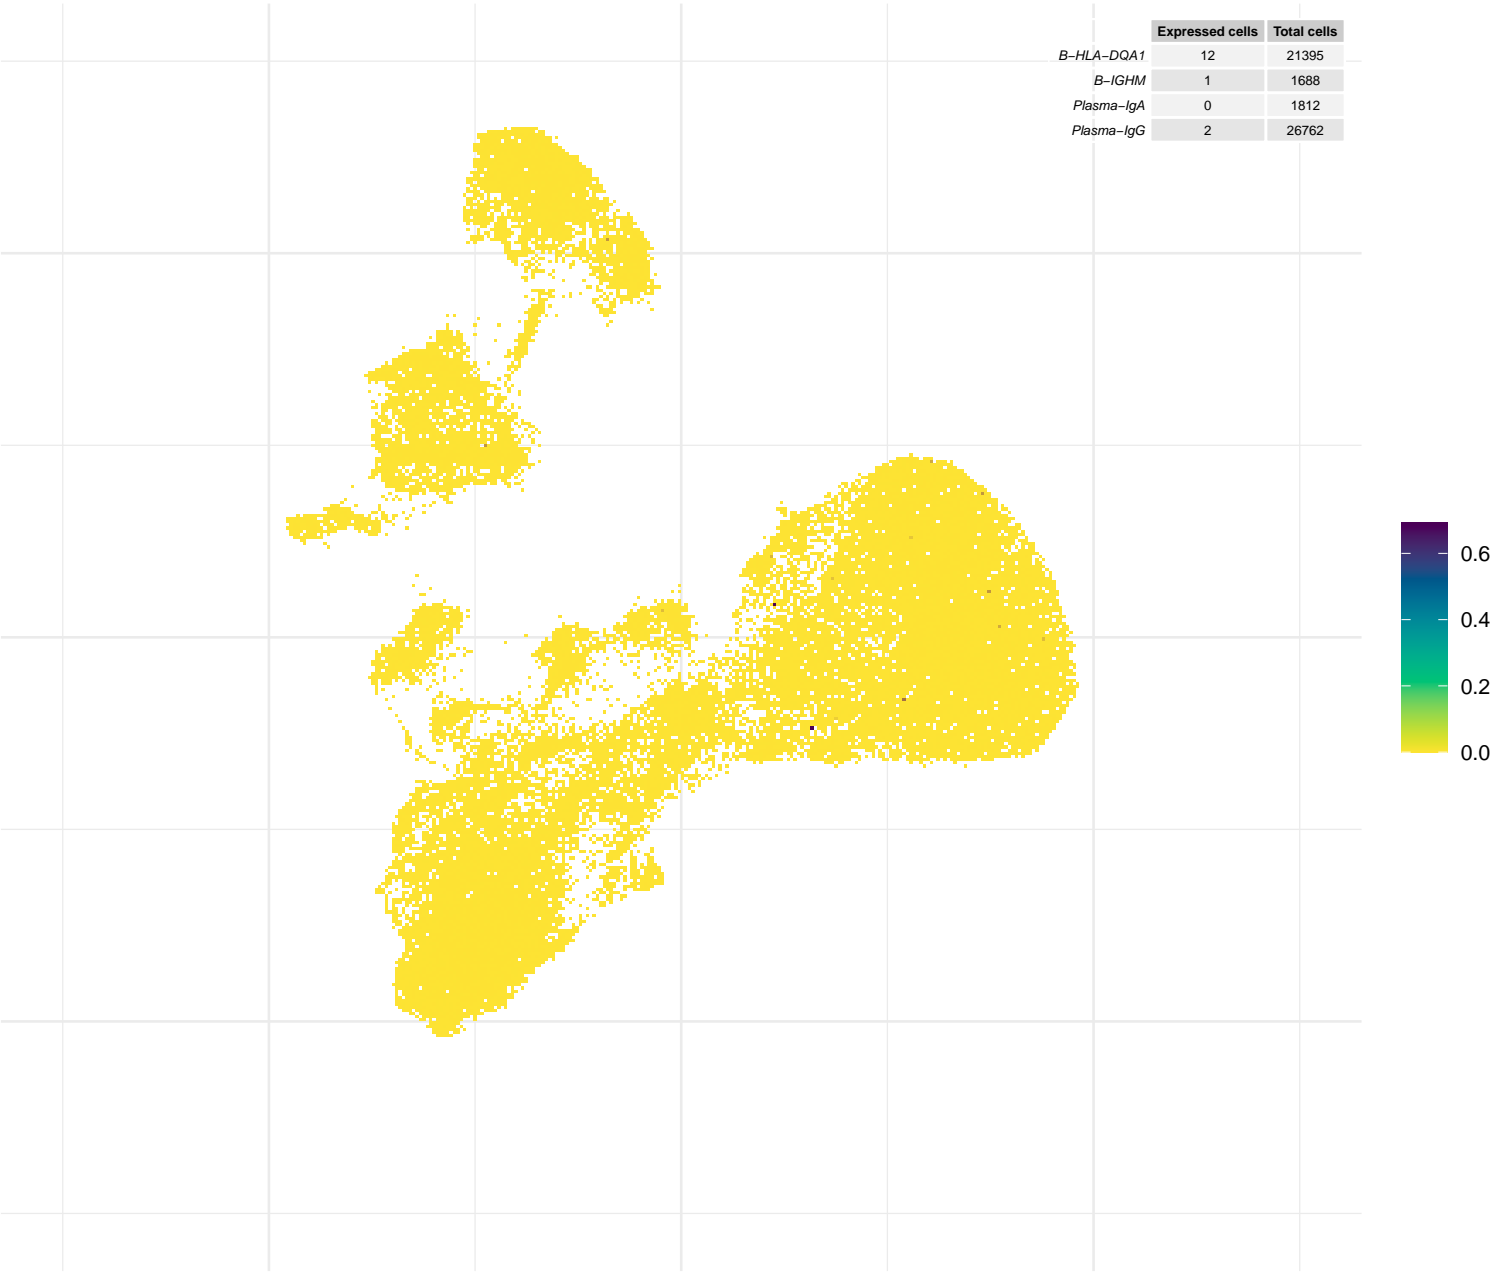 Expressed cells Total cells
B−HLA−DQA1 12 21395
B−IGHM 1 1688
Plasma−IgA 0 1812
Plasma−IgG 2 26762
0.6
0.4
0.2
0.0